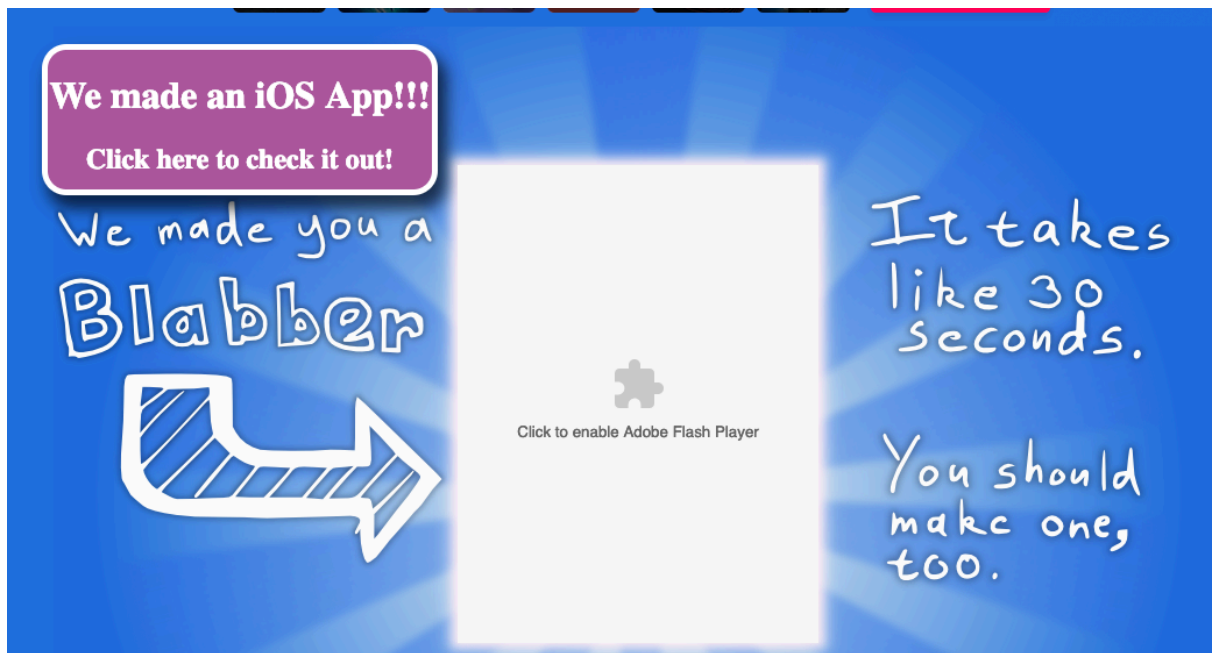 We made an iOS App!!!
Click here to check it out!
We made you a
Blabber
Click to enable Adobe Flash Player
It takes
like 30
seconds.
You should
make one,
too.